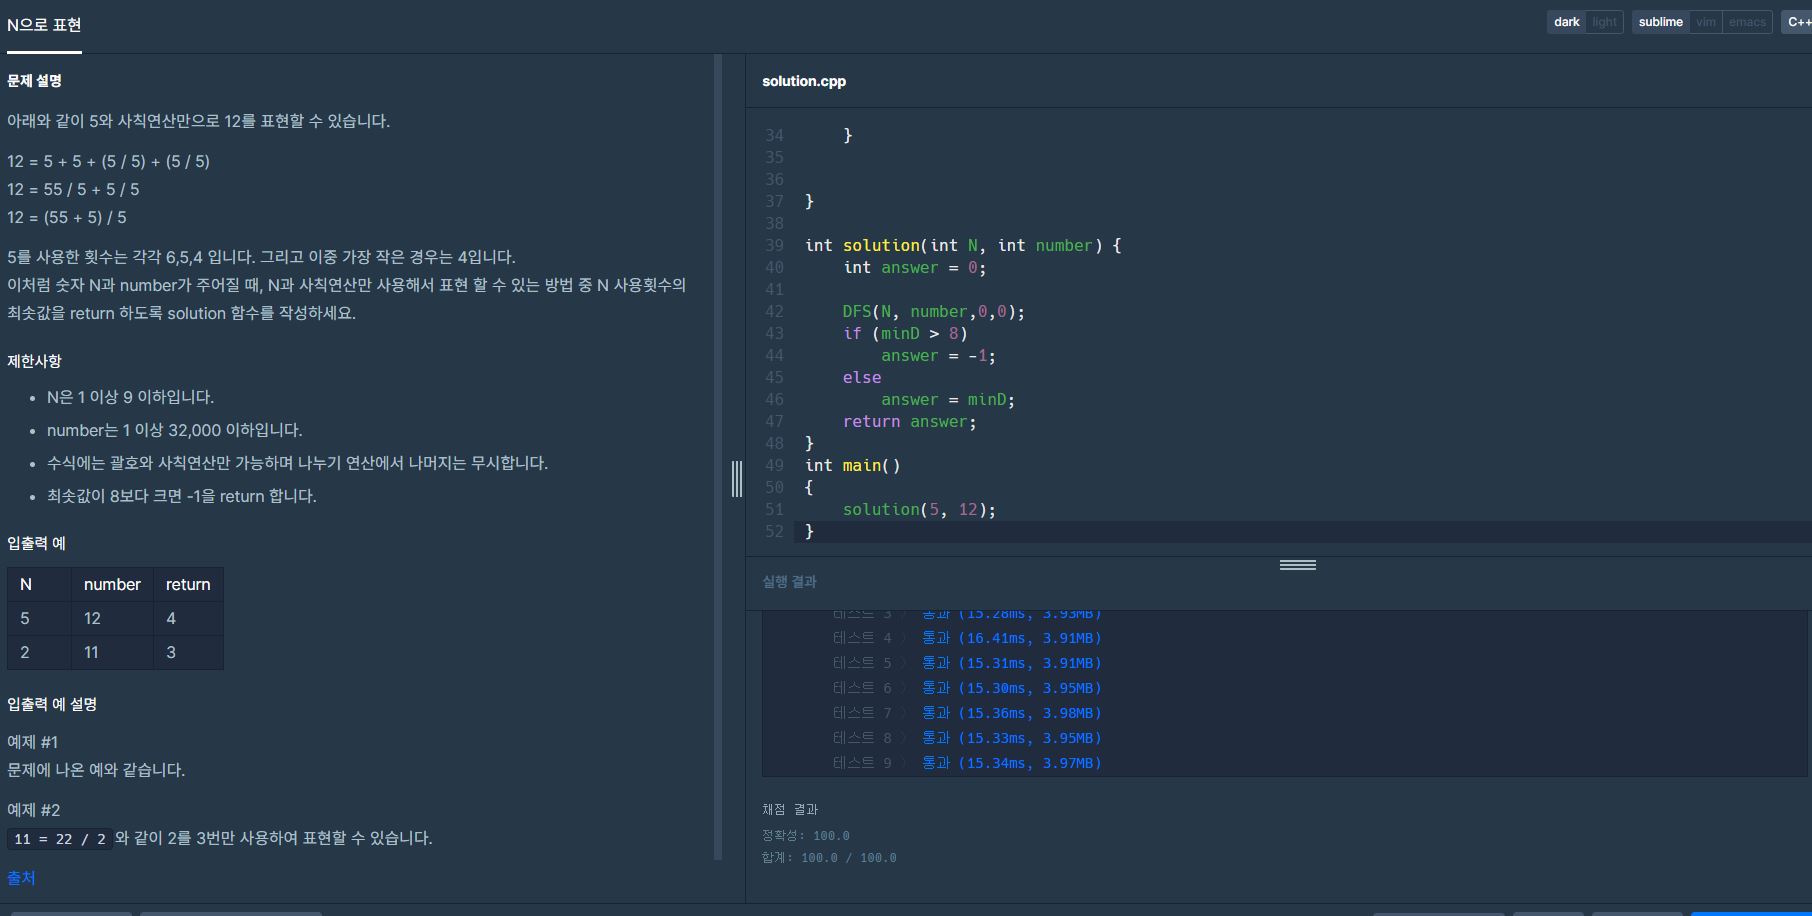 N으로 표현
dark light sublime vim emacs C++
문제 설명
아래와 같이 5와 사칙연산만으로 12를 표현할 수 있습니다.
12 = 5 + 5 + (5 / 5) + (5 / 5)
12 = 55 / 5 + 5 / 5
12 = (55 + 5) / 5
5를 사용한 횟수는 각각 6,5,4 입니다. 그리고 이중 가장 작은 경우는 4입니다.
이처럼 숫자 N과 number가 주어질 때, N과 사칙연산만 사용해서 표현 할 수 있는 방법 중 N 사용횟수의
최솟값을 return 하도록 solution 함수를 작성하세요.
제한사항
• N은 1 이상 9 이하입니다.
• number는 1 이상 32,000 이하입니다.
• 수식에는 괄호와 사칙연산만 가능하며 나누기 연산에서 나머지는 무시합니다.
• 최솟값이 8보다 크면 -1을 return 합니다.
입출력 예
N number return
5 12 4
2 11 3
입출력 예 설명
예제 #1
문제에 나온 예와 같습니다.
예제 #2
11 = 22 / 2 와 같이 2를 3번만 사용하여 표현할 수 있습니다.
출처
solution.cpp
34     }
35
36
37 }
38
39 int solution(int N, int number) {
40     int answer = 0;
41
42     DFS(N, number,0,0);
43     if (minD > 8)
44         answer = -1;
45     else
46         answer = minD;
47     return answer;
48 }
49 int main()
50 {
51     solution(5, 12);
52 }
실행 결과
테스트 3 〉 통과 (15.28ms, 3.93MB)
테스트 4 〉 통과 (16.41ms, 3.91MB)
테스트 5 〉 통과 (15.31ms, 3.91MB)
테스트 6 〉 통과 (15.30ms, 3.95MB)
테스트 7 〉 통과 (15.36ms, 3.98MB)
테스트 8 〉 통과 (15.33ms, 3.95MB)
테스트 9 〉 통과 (15.34ms, 3.97MB)
채점 결과
정확성: 100.0
합계: 100.0 / 100.0